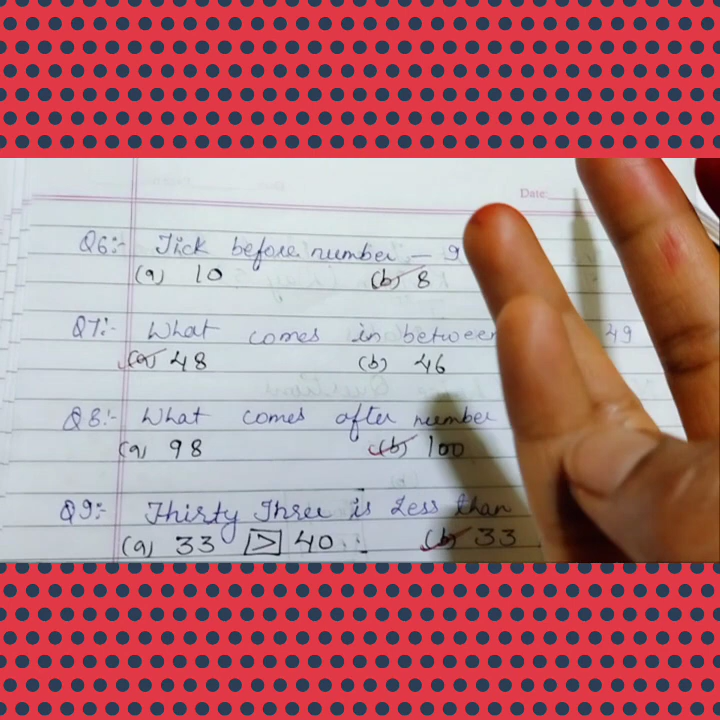 Date:
Q6:- Tick before number — 9
(a) 10 (b) 8
Q7:- What comes in between 49
(a) 48 (b) 46
Q8:- What comes after number
(a) 98 (b) 100
Q9:- Thirty Three is Less than
(a) 33 > 40 (b) 33